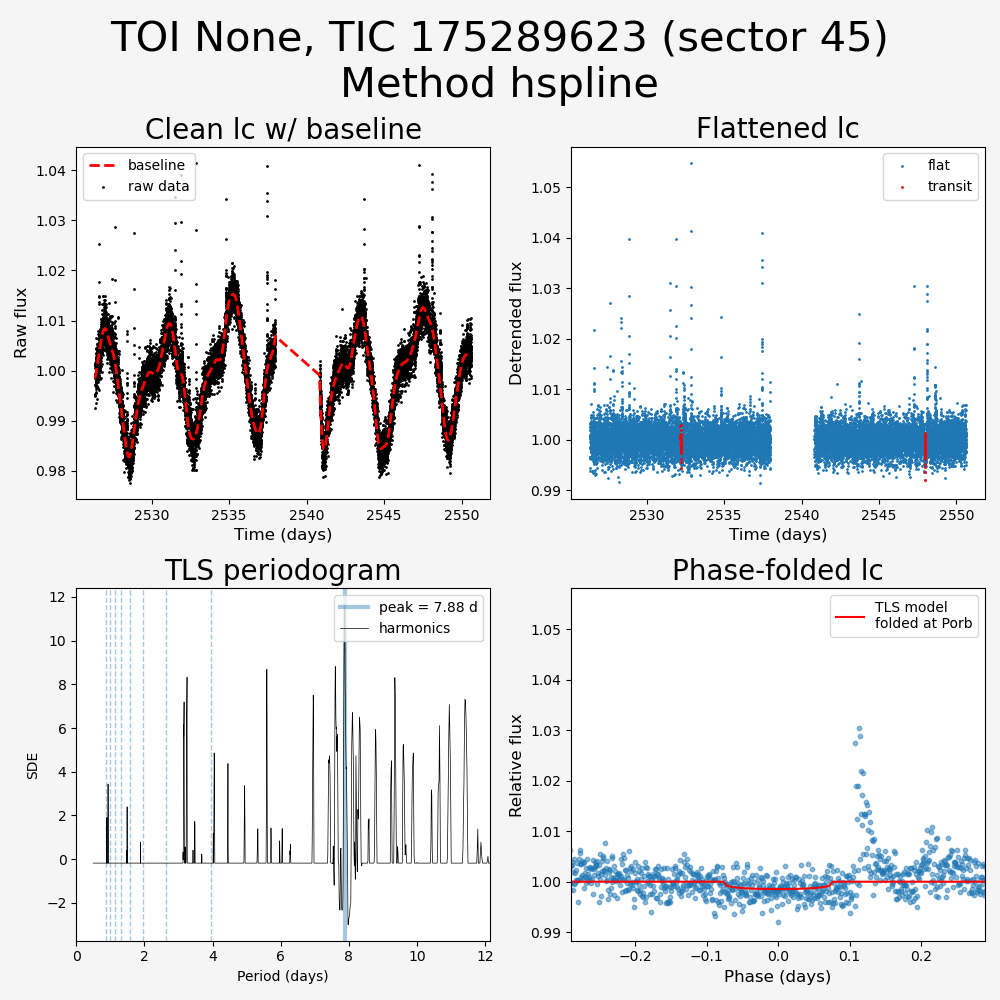 TOI None, TIC 175289623 (sector 45)
Method hspline
Clean lc w/ baseline
Flattened lc
baseline
raw data
flat
transit
1.04
1.03
1.02
1.01
1.00
0.99
0.98
Raw flux
2530
2535
2540
2545
2550
Time (days)
1.05
1.04
1.03
1.02
1.01
1.00
0.99
Detrended flux
2530
2535
2540
2545
2550
Time (days)
TLS periodogram
Phase-folded lc
peak = 7.88 d
harmonics
12
10
8
6
4
2
0
−2
SDE
0
2
4
6
8
10
12
Period (days)
TLS model
folded at Porb
1.05
1.04
1.03
1.02
1.01
1.00
0.99
Relative flux
−0.2
−0.1
0.0
0.1
0.2
Phase (days)